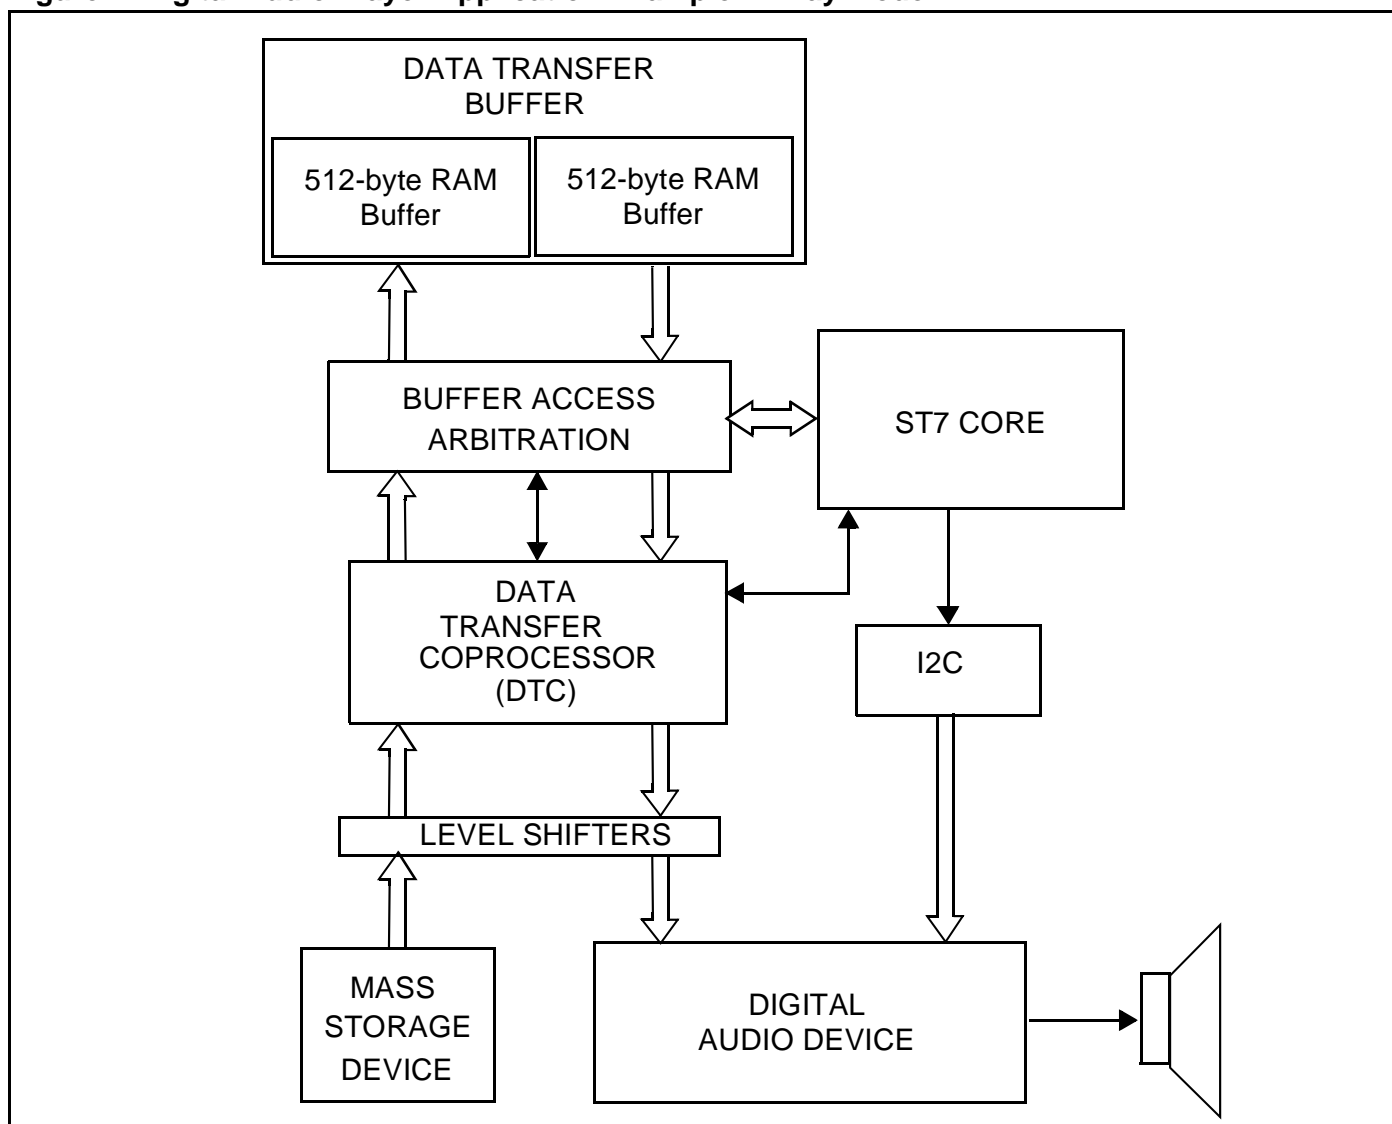 DATA TRANSFER
BUFFER
512-byte RAM
Buffer
512-byte RAM
Buffer
BUFFER ACCESS
ARBITRATION
ST7 CORE
DATA
TRANSFER
COPROCESSOR
(DTC)
I2C
LEVEL SHIFTERS
MASS
STORAGE
DEVICE
DIGITAL
AUDIO DEVICE